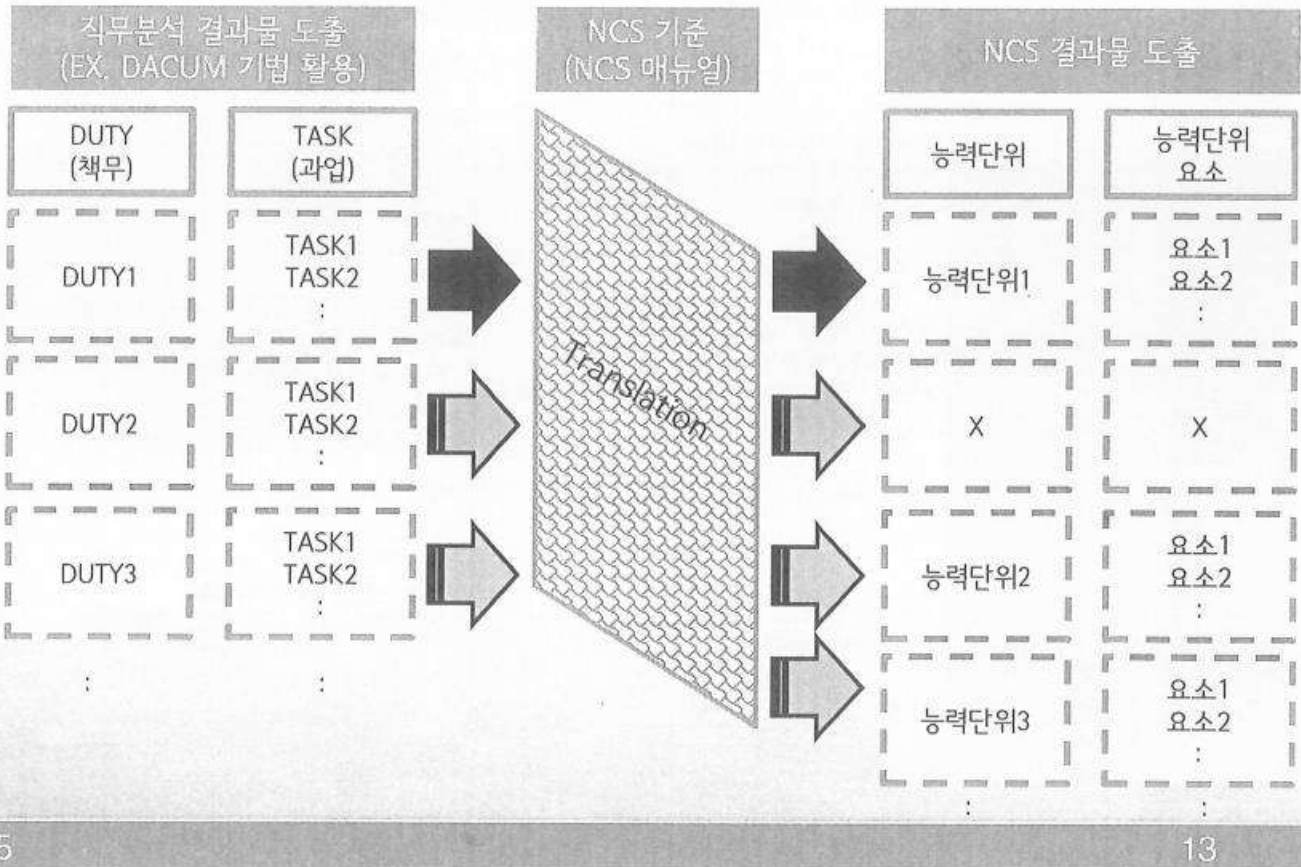 직무분석 결과물 도출
(EX. DACUM 기법 활용)
NCS 기준
(NCS 매뉴얼)
NCS 결과물 도출
DUTY
(책무)
TASK
(과업)
능력단위
능력단위
요소
DUTY1
TASK1
TASK2
:
능력단위1
요소1
요소2
:
Translation
DUTY2
TASK1
TASK2
:
X
X
DUTY3
TASK1
TASK2
:
능력단위2
요소1
요소2
:
:
:
능력단위3
요소1
요소2
:
:
:
5
13